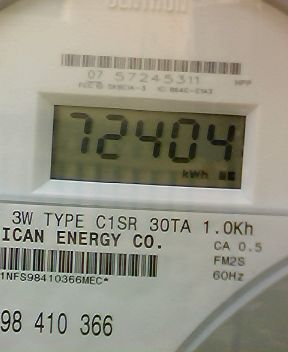 CENTRON
07 57245311
72404
kWh
3W TYPE C1SR 30TA 1.0Kh
ICAN ENERGY CO.
CA 0.5
FM2S
60Hz
1NFS98410366MEC*
98 410 366